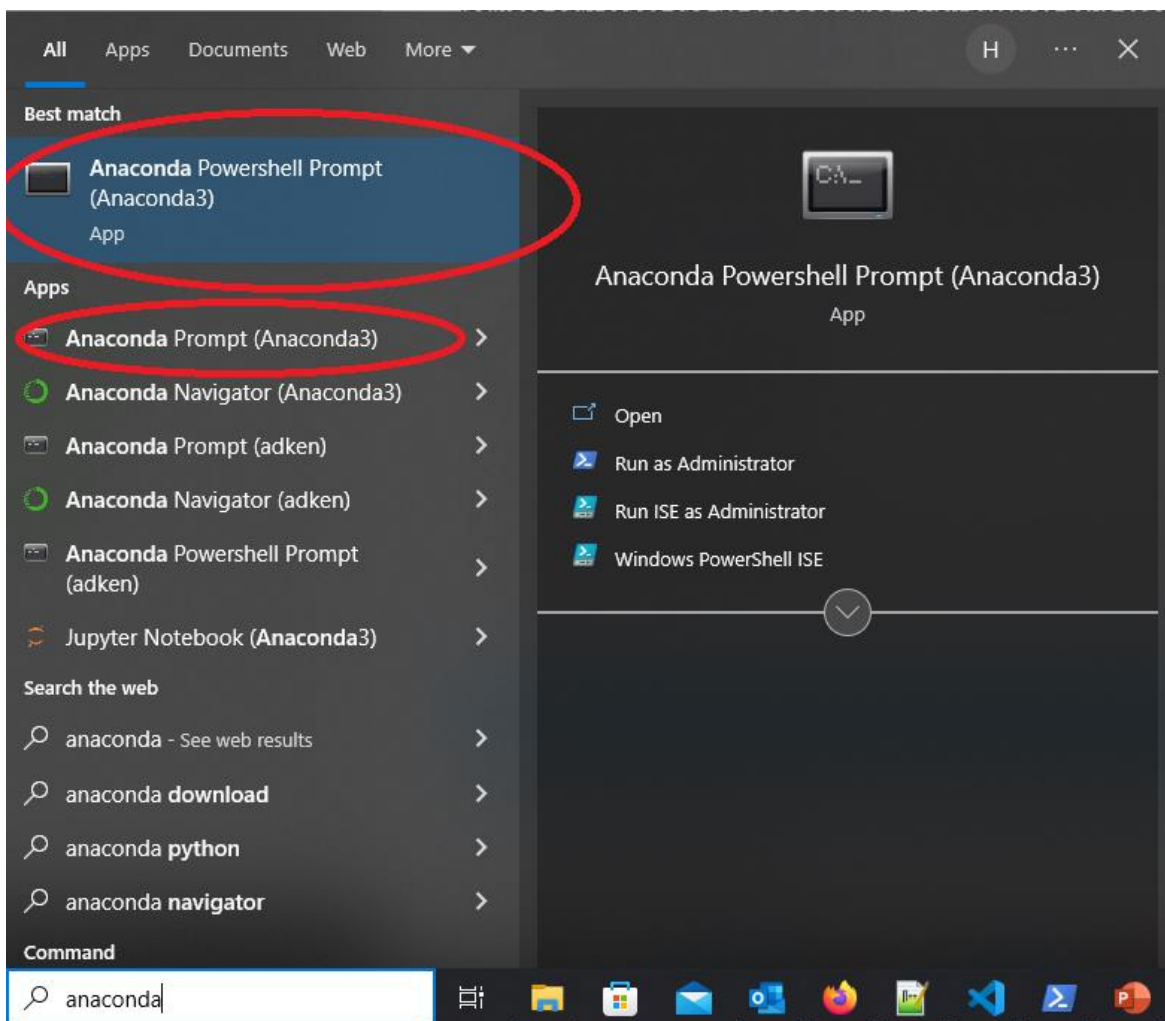 All Apps Documents Web More H ... ×
Best match
Anaconda Powershell Prompt
(Anaconda3)
App
Apps
Anaconda Prompt (Anaconda3)
Anaconda Navigator (Anaconda3)
Anaconda Prompt (adken)
Anaconda Navigator (adken)
Anaconda Powershell Prompt
(adken)
Jupyter Notebook (Anaconda3)
Search the web
anaconda - See web results
anaconda download
anaconda python
anaconda navigator
Command
anaconda
C:\_
Anaconda Powershell Prompt (Anaconda3)
App
Open
Run as Administrator
Run ISE as Administrator
Windows PowerShell ISE